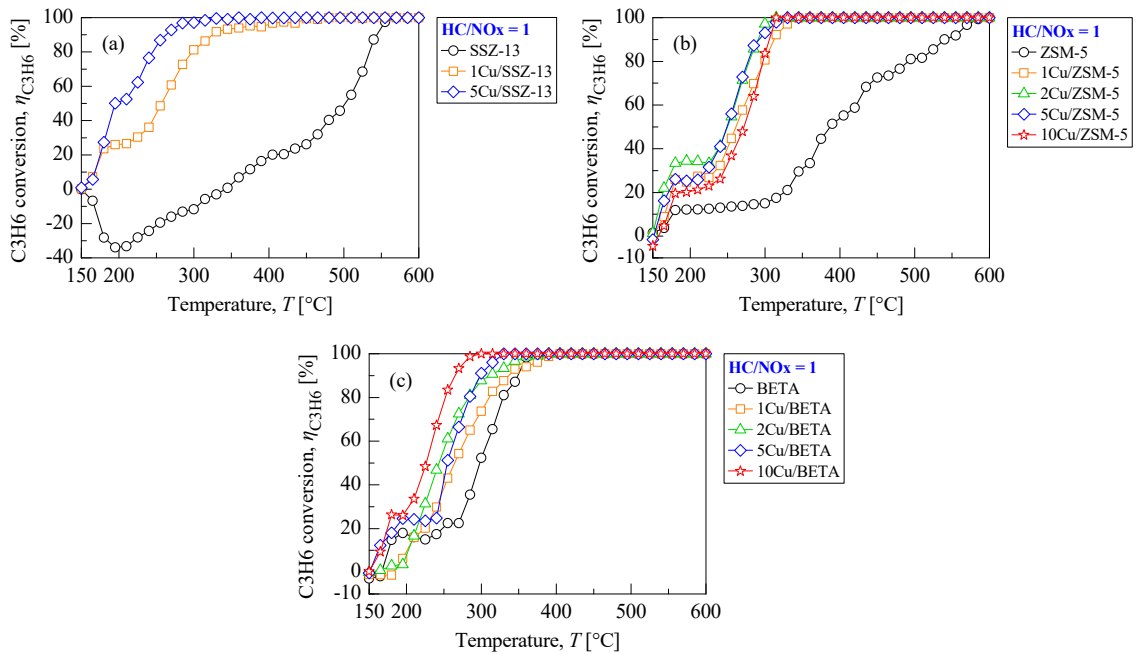 100
80
60
40
20
0
-20
-40
150 200 300 400 500 600
C3H6 conversion, ηC3H6 [%]
Temperature, T [°C]
(a)
HC/NOx = 1
SSZ-13
1Cu/SSZ-13
5Cu/SSZ-13
100
80
60
40
20
0
-10
150 200 300 400 500 600
C3H6 conversion, ηC3H6 [%]
Temperature, T [°C]
(b)
HC/NOx = 1
ZSM-5
1Cu/ZSM-5
2Cu/ZSM-5
5Cu/ZSM-5
10Cu/ZSM-5
100
80
60
40
20
0
-10
150 200 300 400 500 600
C3H6 conversion, ηC3H6 [%]
Temperature, T [°C]
(c)
HC/NOx = 1
BETA
1Cu/BETA
2Cu/BETA
5Cu/BETA
10Cu/BETA